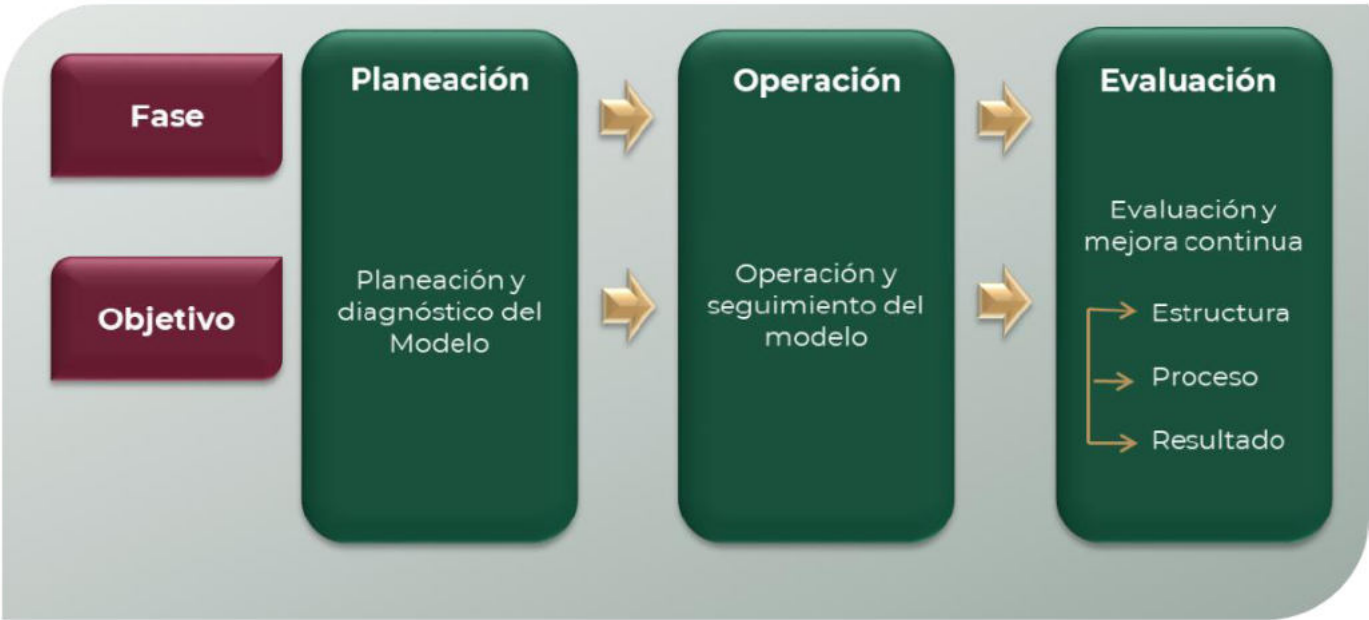 Fase
Planeación
Operación
Evaluación
Objetivo
Planeación y
diagnóstico del
Modelo
Operación y
seguimiento del
modelo
Evaluación y
mejora continua
Estructura
Proceso
Resultado